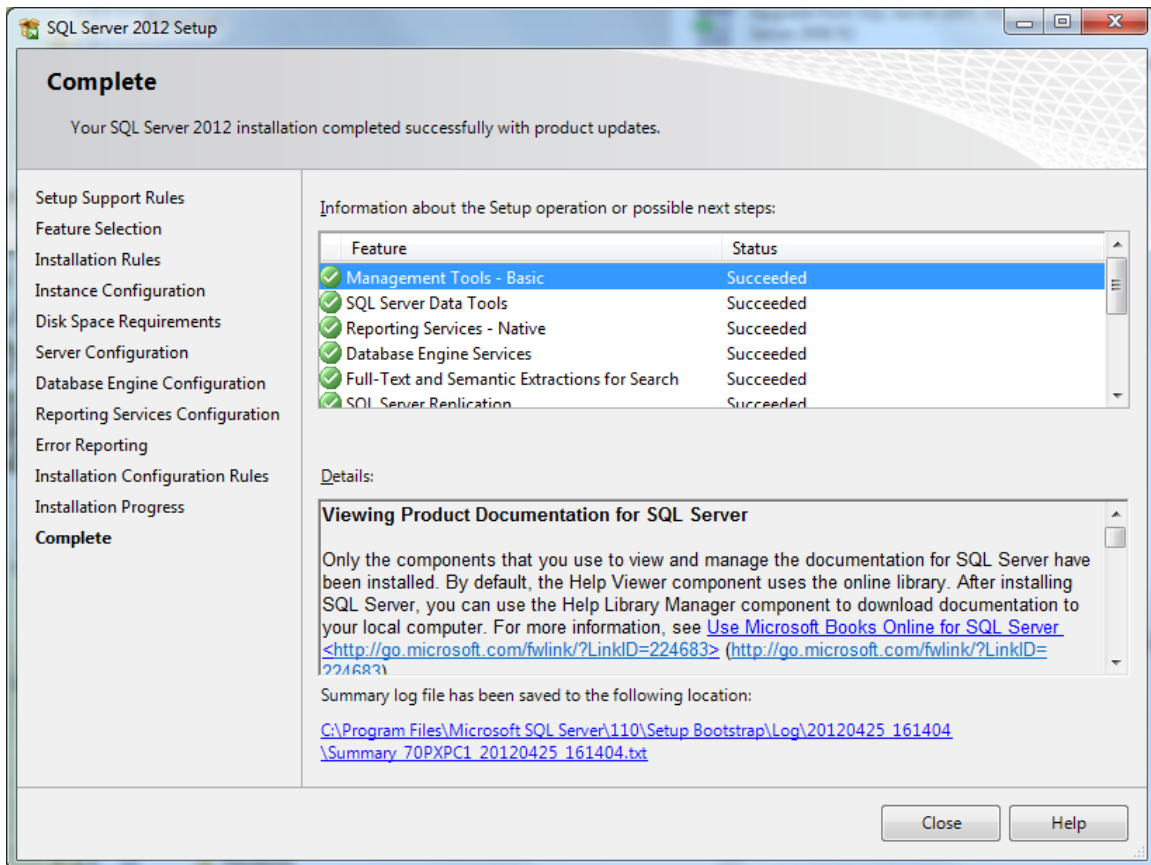 SQL Server 2012 Setup
Complete
Your SQL Server 2012 installation completed successfully with product updates.
Setup Support Rules
Feature Selection
Installation Rules
Instance Configuration
Disk Space Requirements
Server Configuration
Database Engine Configuration
Reporting Services Configuration
Error Reporting
Installation Configuration Rules
Installation Progress
Complete
Information about the Setup operation or possible next steps:
Feature Status
Management Tools - Basic Succeeded
SQL Server Data Tools Succeeded
Reporting Services - Native Succeeded
Database Engine Services Succeeded
Full-Text and Semantic Extractions for Search Succeeded
SQL Server Replication Succeeded
Details:
Viewing Product Documentation for SQL Server
Only the components that you use to view and manage the documentation for SQL Server have
been installed. By default, the Help Viewer component uses the online library. After installing
SQL Server, you can use the Help Library Manager component to download documentation to
your local computer. For more information, see Use Microsoft Books Online for SQL Server
<http://go.microsoft.com/fwlink/?LinkID=224683> (http://go.microsoft.com/fwlink/?LinkID=
224683)
Summary log file has been saved to the following location:
C:\Program Files\Microsoft SQL Server\110\Setup Bootstrap\Log\20120425_161404
\Summary_70PXPC1_20120425_161404.txt
Close Help